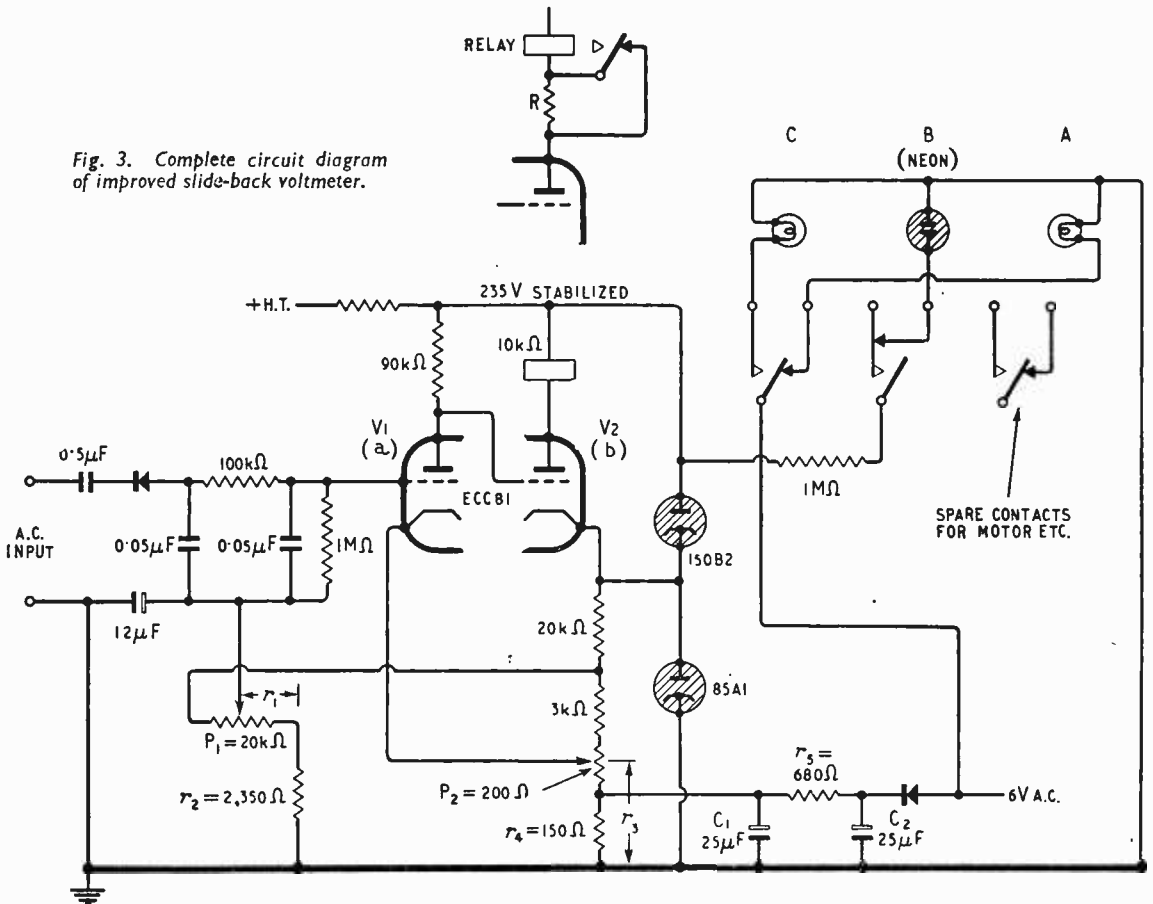 RELAY
R
Fig. 3. Complete circuit diagram
of improved slide-back voltmeter.
C
B
(NEON)
A
+H.T.
235V STABILIZED
90kΩ
10kΩ
V1
(a)
V2
(b)
0·5μF
100kΩ
ECC81
1MΩ
A.C.
INPUT
0·05μF
0·05μF
1MΩ
150B2
SPARE CONTACTS
FOR MOTOR ETC.
12μF
20kΩ
r1
85A1
3kΩ
P1 = 20kΩ
r5 =
680Ω
P2 = 200Ω
6V A.C.
r2 = 2,350Ω
r3
r4 = 150Ω
C1
25μF
C2
25μF